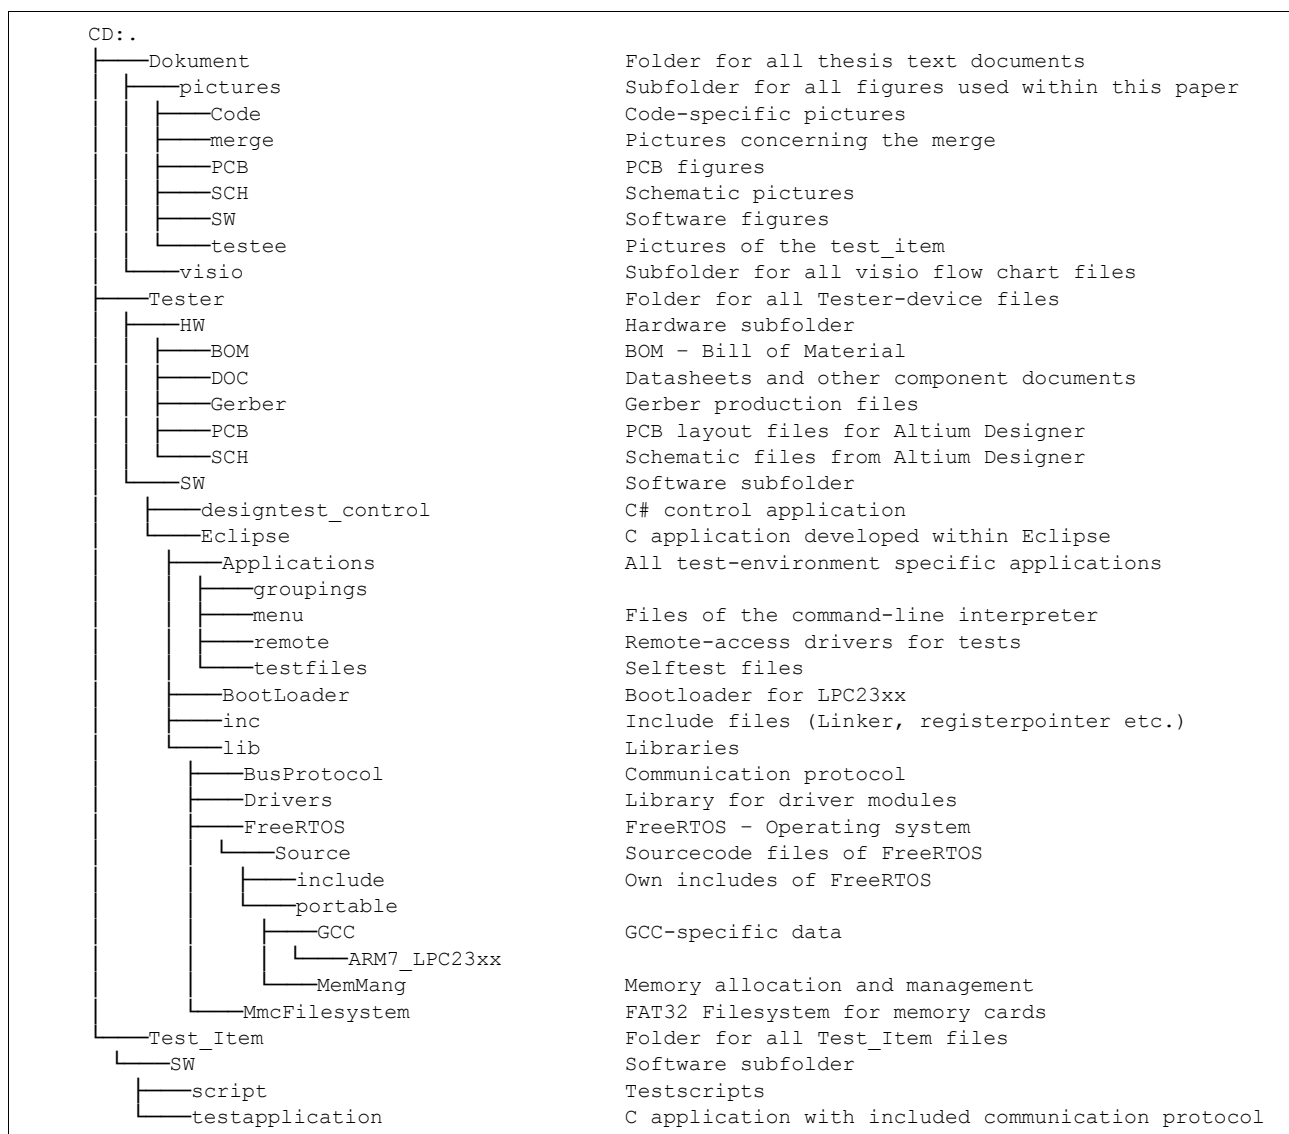 CD:.
├────Dokument Folder for all thesis text documents
│ ├────pictures Subfolder for all figures used within this paper
│ │ ├────Code Code-specific pictures
│ │ ├────merge Pictures concerning the merge
│ │ ├────PCB PCB figures
│ │ ├────SCH Schematic pictures
│ │ ├────SW Software figures
│ │ └────testee Pictures of the test_item
│ └────visio Subfolder for all visio flow chart files
├────Tester Folder for all Tester-device files
│ ├────HW Hardware subfolder
│ │ ├────BOM BOM – Bill of Material
│ │ ├────DOC Datasheets and other component documents
│ │ ├────Gerber Gerber production files
│ │ ├────PCB PCB layout files for Altium Designer
│ │ └────SCH Schematic files from Altium Designer
│ └────SW Software subfolder
│ ├────designtest_control C# control application
│ └────Eclipse C application developed within Eclipse
│ ├────Applications All test-environment specific applications
│ │ ├────groupings
│ │ ├────menu Files of the command-line interpreter
│ │ ├────remote Remote-access drivers for tests
│ │ └────testfiles Selftest files
│ ├────BootLoader Bootloader for LPC23xx
│ ├────inc Include files (Linker, registerpointer etc.)
│ └────lib Libraries
│ ├────BusProtocol Communication protocol
│ ├────Drivers Library for driver modules
│ ├────FreeRTOS FreeRTOS – Operating system
│ │ └────Source Sourcecode files of FreeRTOS
│ │ ├────include Own includes of FreeRTOS
│ │ └────portable
│ │ ├────GCC GCC-specific data
│ │ │ └────ARM7_LPC23xx
│ │ └────MemMang Memory allocation and management
│ └────MmcFilesystem FAT32 Filesystem for memory cards
└────Test_Item Folder for all Test_Item files
└────SW Software subfolder
├────script Testscripts
└────testapplication C application with included communication protocol